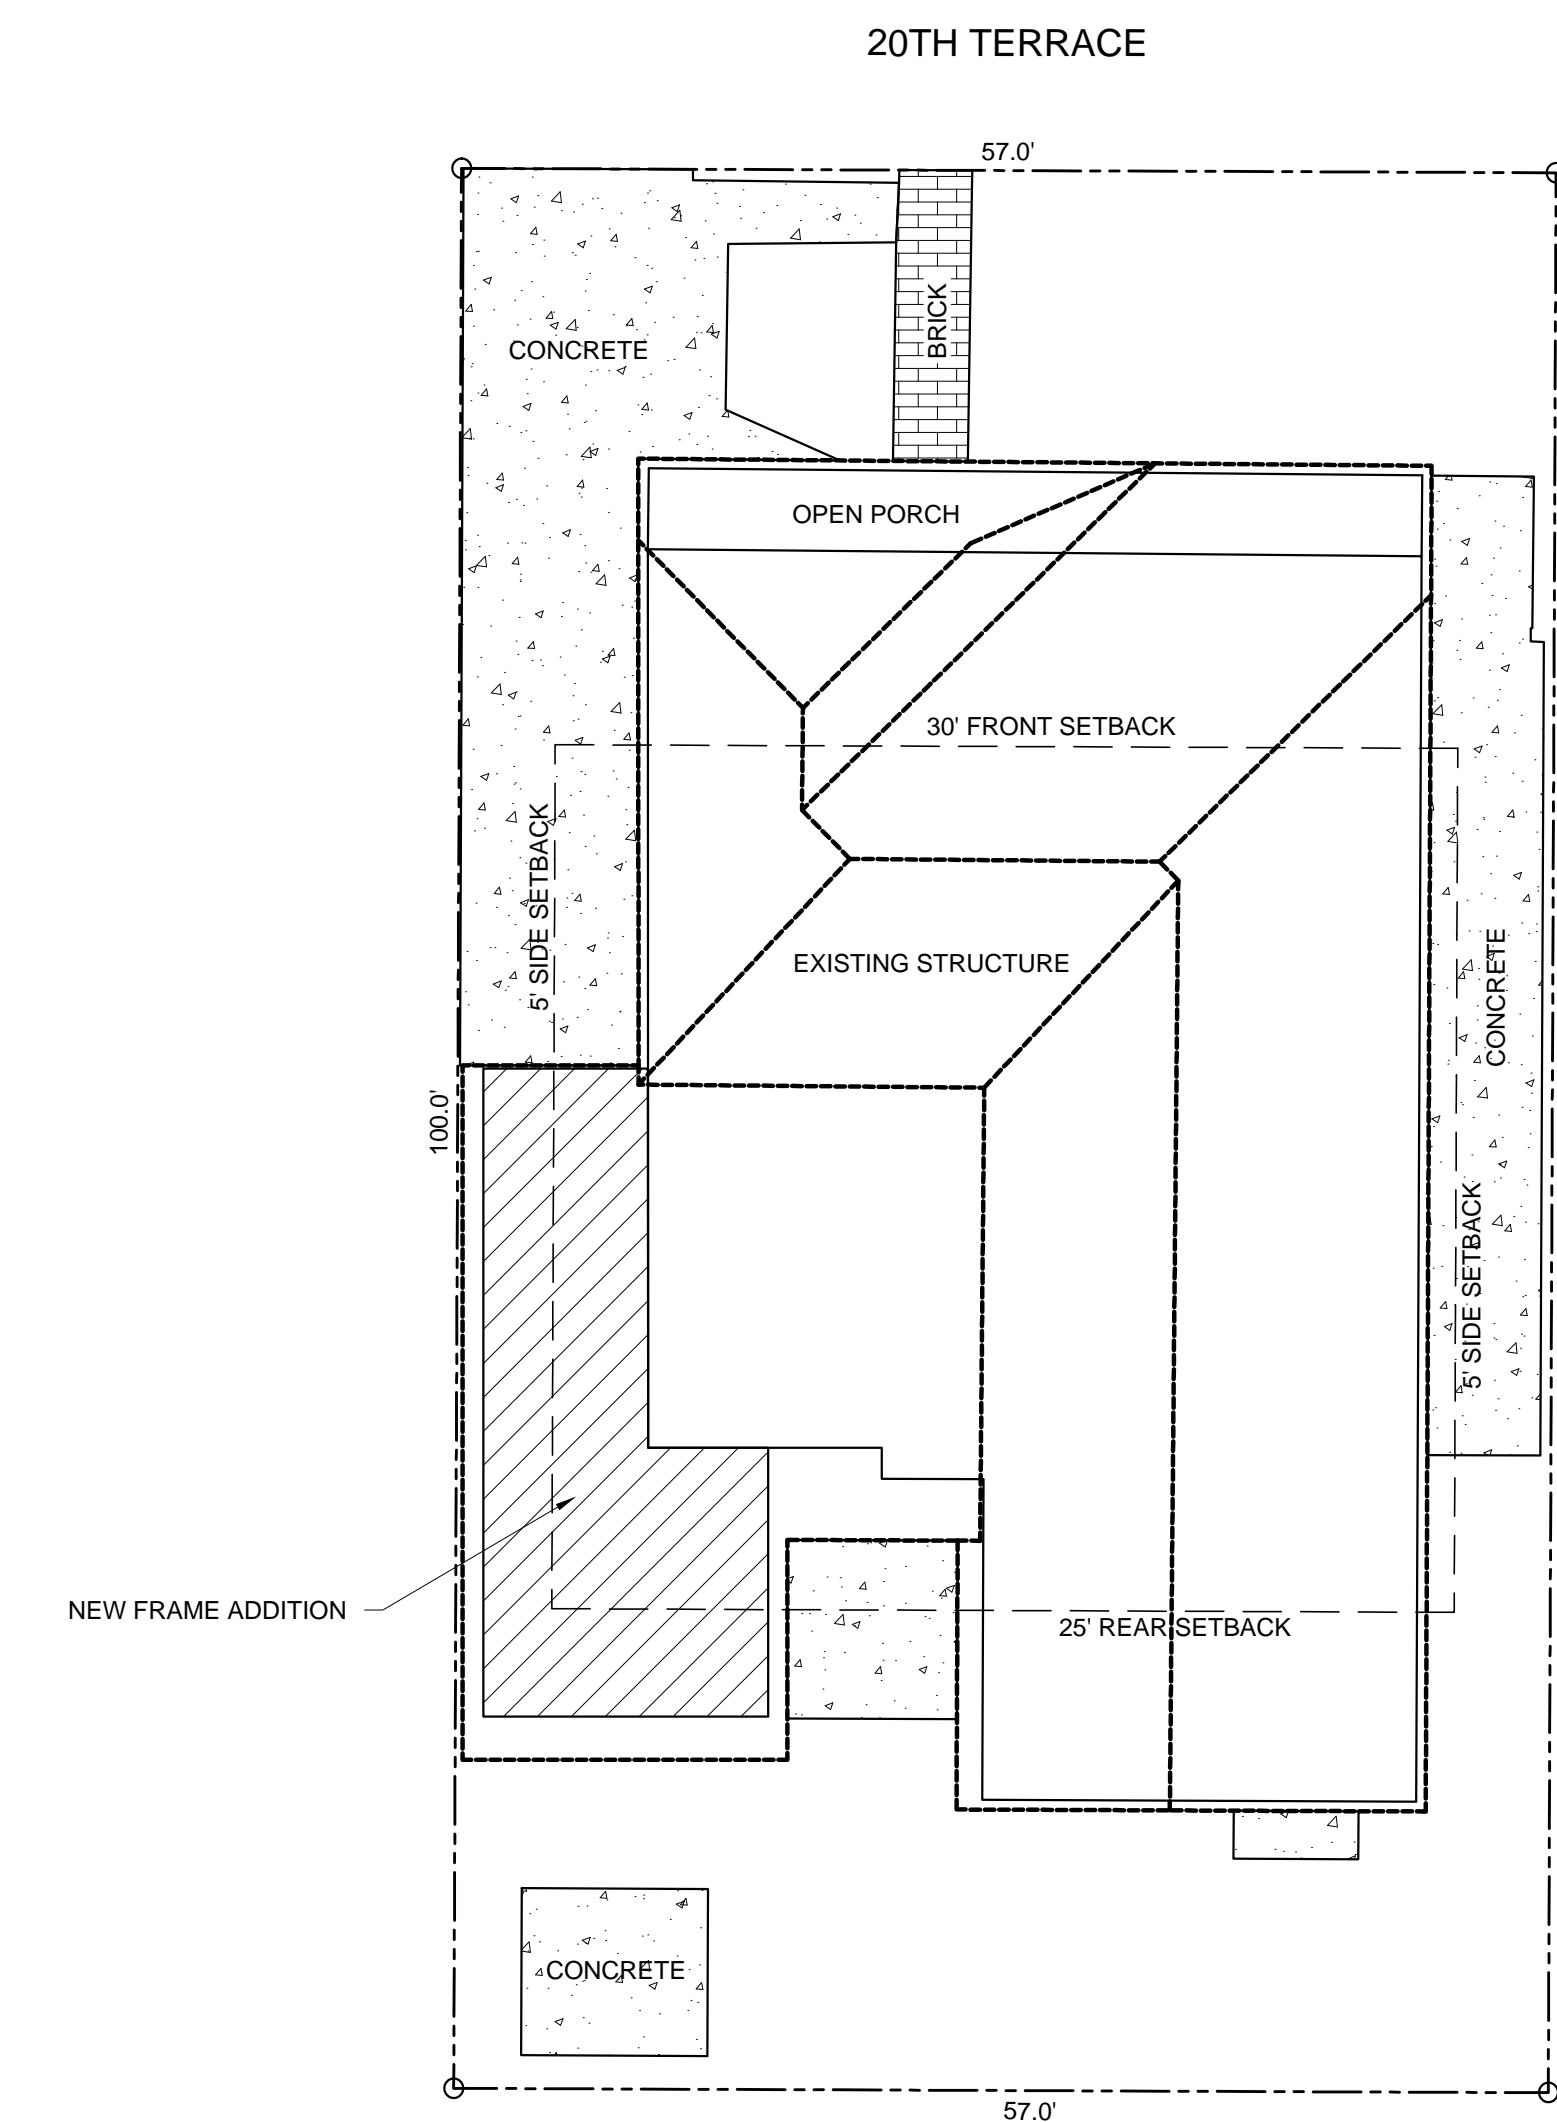 20TH TERRACE
57.0'
CONCRETE
BRICK
OPEN PORCH
30' FRONT SETBACK
5' SIDE SETBACK
EXISTING STRUCTURE
CONCRETE
100.0'
5' SIDE SETBACK
NEW FRAME ADDITION
25' REAR SETBACK
CONCRETE
57.0'